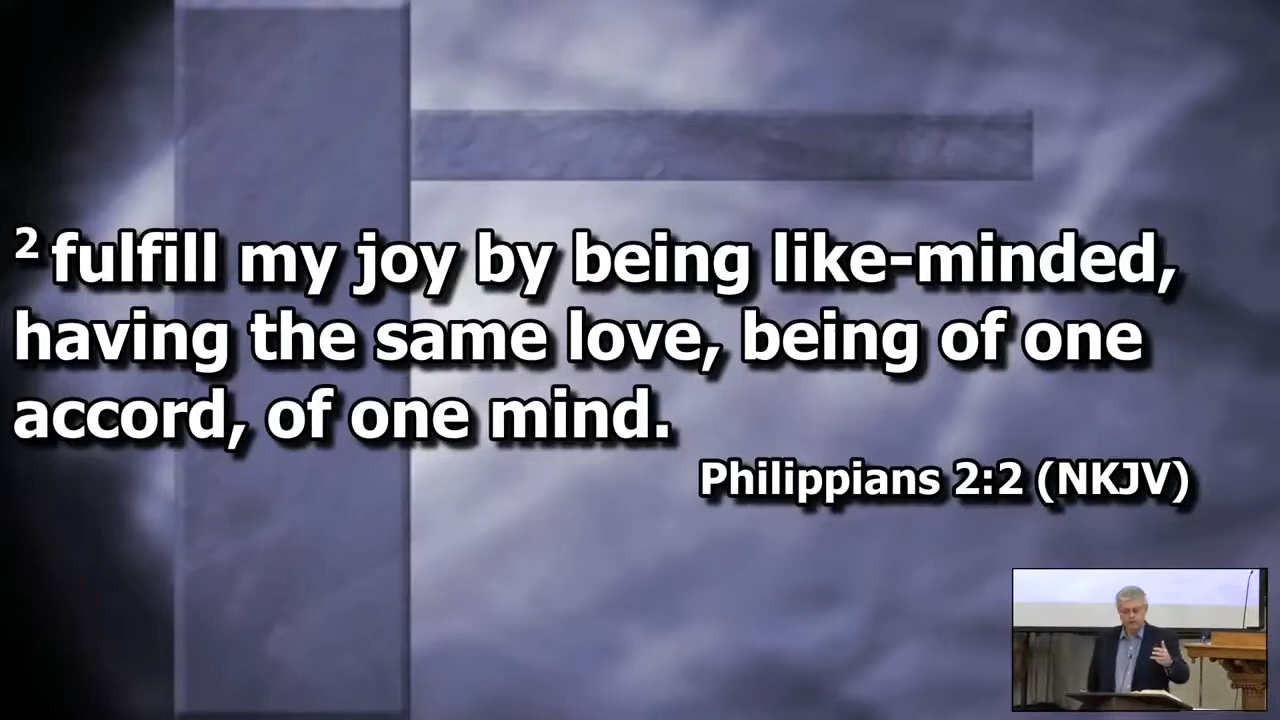 2 fulfill my joy by being like-minded,
having the same love, being of one
accord, of one mind.
Philippians 2:2 (NKJV)